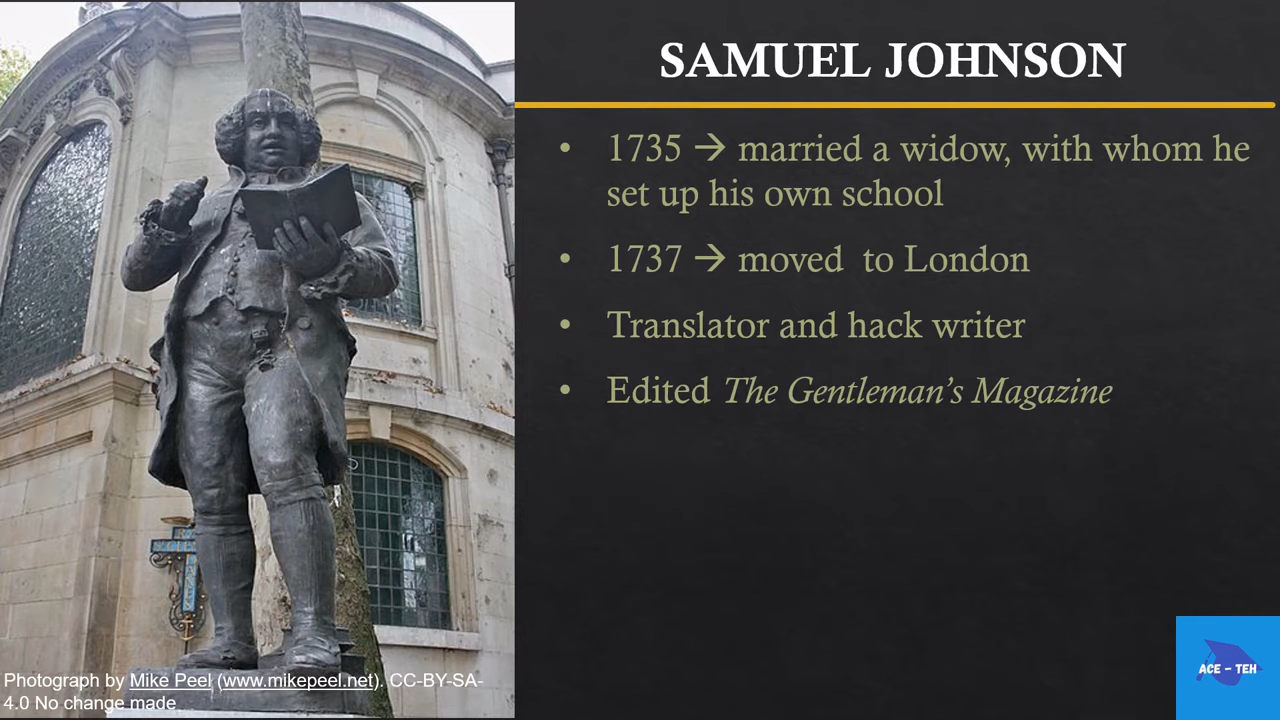 SAMUEL JOHNSON
• 1735 → married a widow, with whom he
set up his own school
• 1737 → moved to London
• Translator and hack writer
• Edited The Gentleman's Magazine
Photograph by Mike Peel (www.mikepeel.net). CC-BY-SA-
4.0 No change made
ACE - TEH